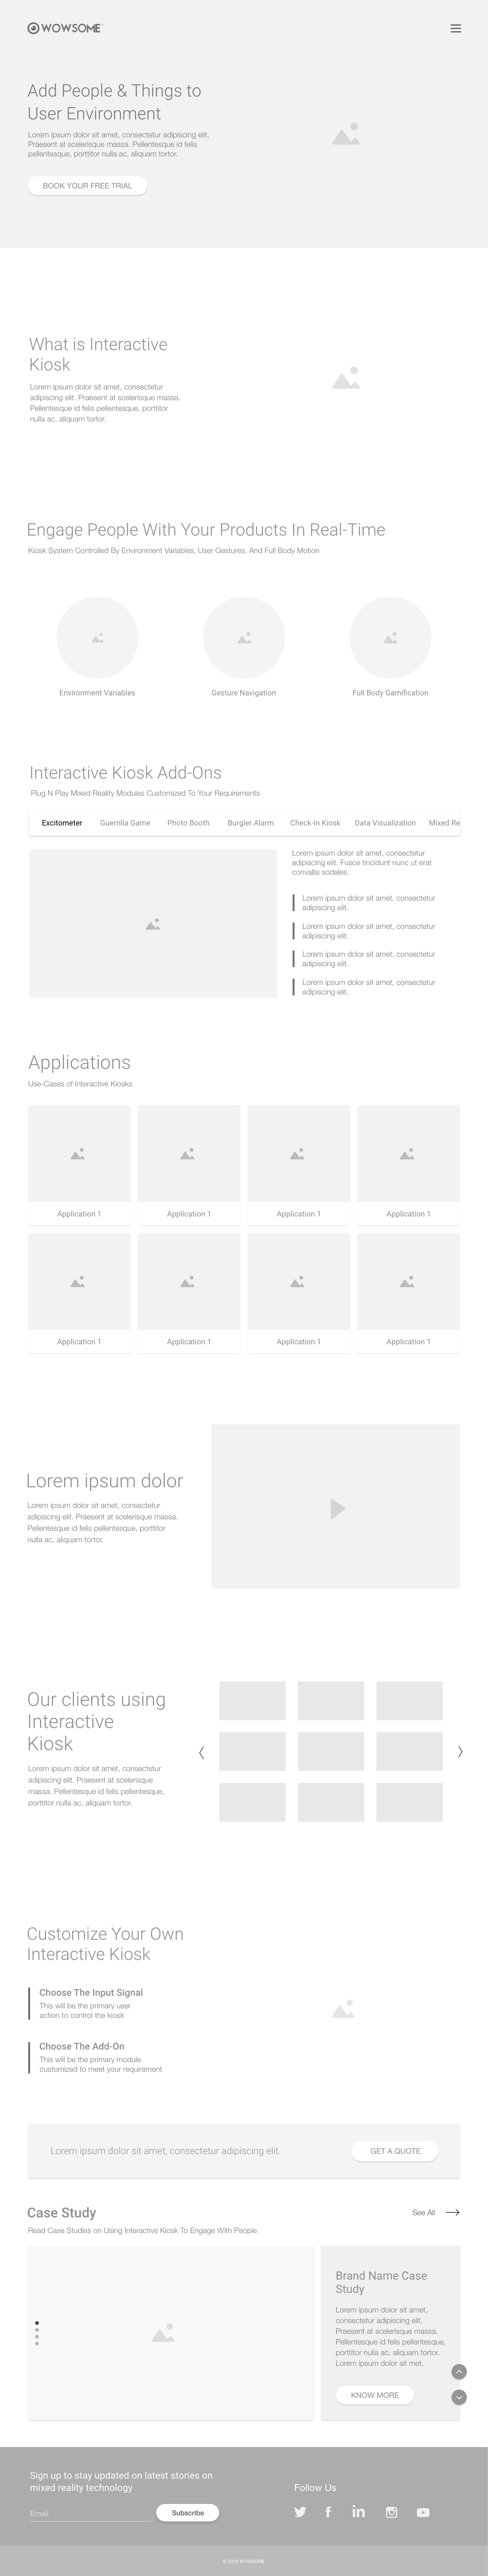 WOWSOME
Add People & Things to
User Environment
Lorem ipsum dolor sit amet, consectetur adipiscing elit.
Praesent at scelerisque massa. Pellentesque id felis
pellentesque, porttitor nulla ac, aliquam tortor.
BOOK YOUR FREE TRIAL
What is Interactive
Kiosk
Lorem ipsum dolor sit amet, consectetur
adipiscing elit. Praesent at scelerisque massa.
Pellentesque id felis pellentesque, porttitor
nulla ac, aliquam tortor.
Engage People With Your Products In Real-Time
Kiosk System Controlled By Environment Variables, User Gestures, And Full Body Motion
Environment Variables
Gesture Navigation
Full Body Gamification
Interactive Kiosk Add-Ons
Plug N Play Mixed Reality Modules Customized To Your Requirements
Excitometer Guerrilla Game Photo Booth Burgler Alarm Check-In Kiosk Data Visualization Mixed Re
Lorem ipsum dolor sit amet, consectetur
adipiscing elit. Fusce tincidunt nunc ut erat
convallis sodales.
Lorem ipsum dolor sit amet, consectetur
adipiscing elit.
Lorem ipsum dolor sit amet, consectetur
adipiscing elit.
Lorem ipsum dolor sit amet, consectetur
adipiscing elit.
Lorem ipsum dolor sit amet, consectetur
adipiscing elit.
Applications
Use-Cases of Interactive Kiosks
Application 1 Application 1 Application 1 Application 1
Application 1 Application 1 Application 1 Application 1
Lorem ipsum dolor
Lorem ipsum dolor sit amet, consectetur
adipiscing elit. Praesent at scelerisque massa.
Pellentesque id felis pellentesque, porttitor
nulla ac, aliquam tortor.
Our clients using
Interactive
Kiosk
Lorem ipsum dolor sit amet, consectetur
adipiscing elit. Praesent at scelerisque
massa. Pellentesque id felis pellentesque,
porttitor nulla ac, aliquam tortor.
Customize Your Own
Interactive Kiosk
Choose The Input Signal
This will be the primary user
action to control the kiosk
Choose The Add-On
This will be the primary module
customized to meet your requirement
Lorem ipsum dolor sit amet, consectetur adipiscing elit.
GET A QUOTE
Case Study
See All
Read Case Studies on Using Interactive Kiosk To Engage With People
Brand Name Case
Study
Lorem ipsum dolor sit amet,
consectetur adipiscing elit.
Praesent at scelerisque massa.
Pellentesque id felis pellentesque,
porttitor nulla ac, aliquam tortor.
Lorem ipsum dolor ait met,
KNOW MORE
Sign up to stay updated on latest stories on
mixed reality technology
Email
Subscribe
Follow Us
© 2018 WOWSOME